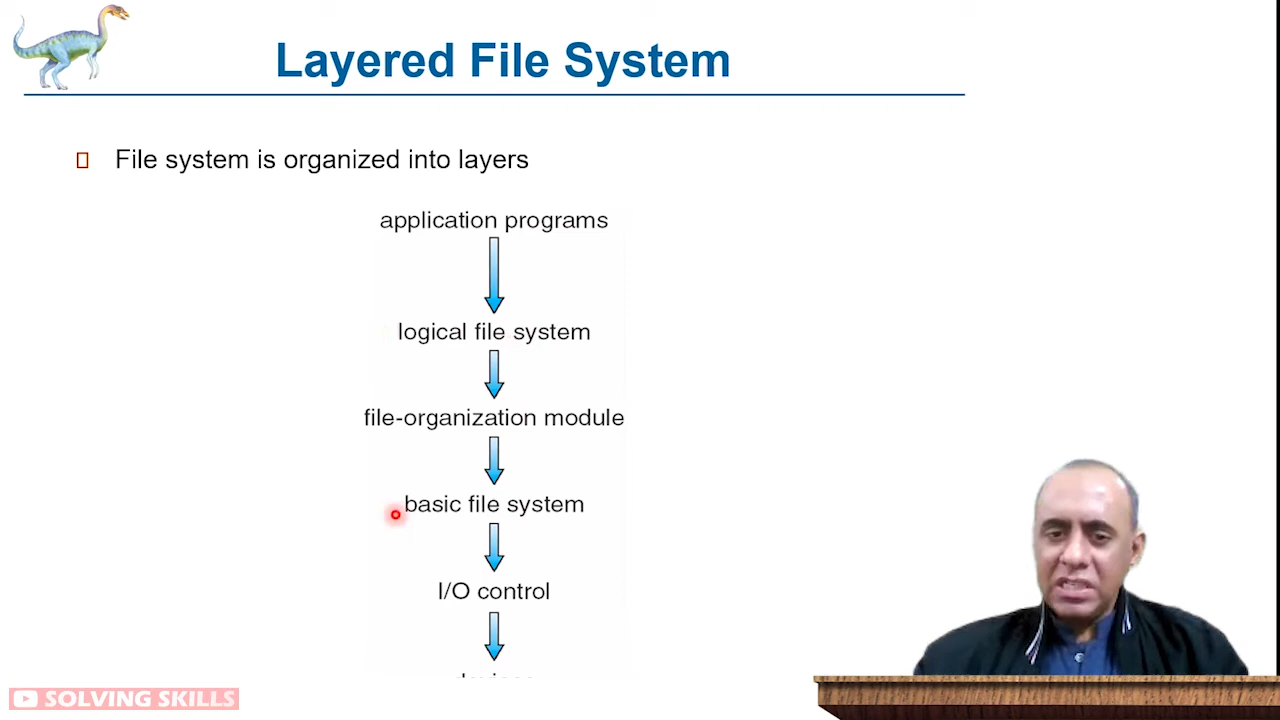 Layered File System
File system is organized into layers
application programs
logical file system
file-organization module
basic file system
I/O control
SOLVING SKILLS